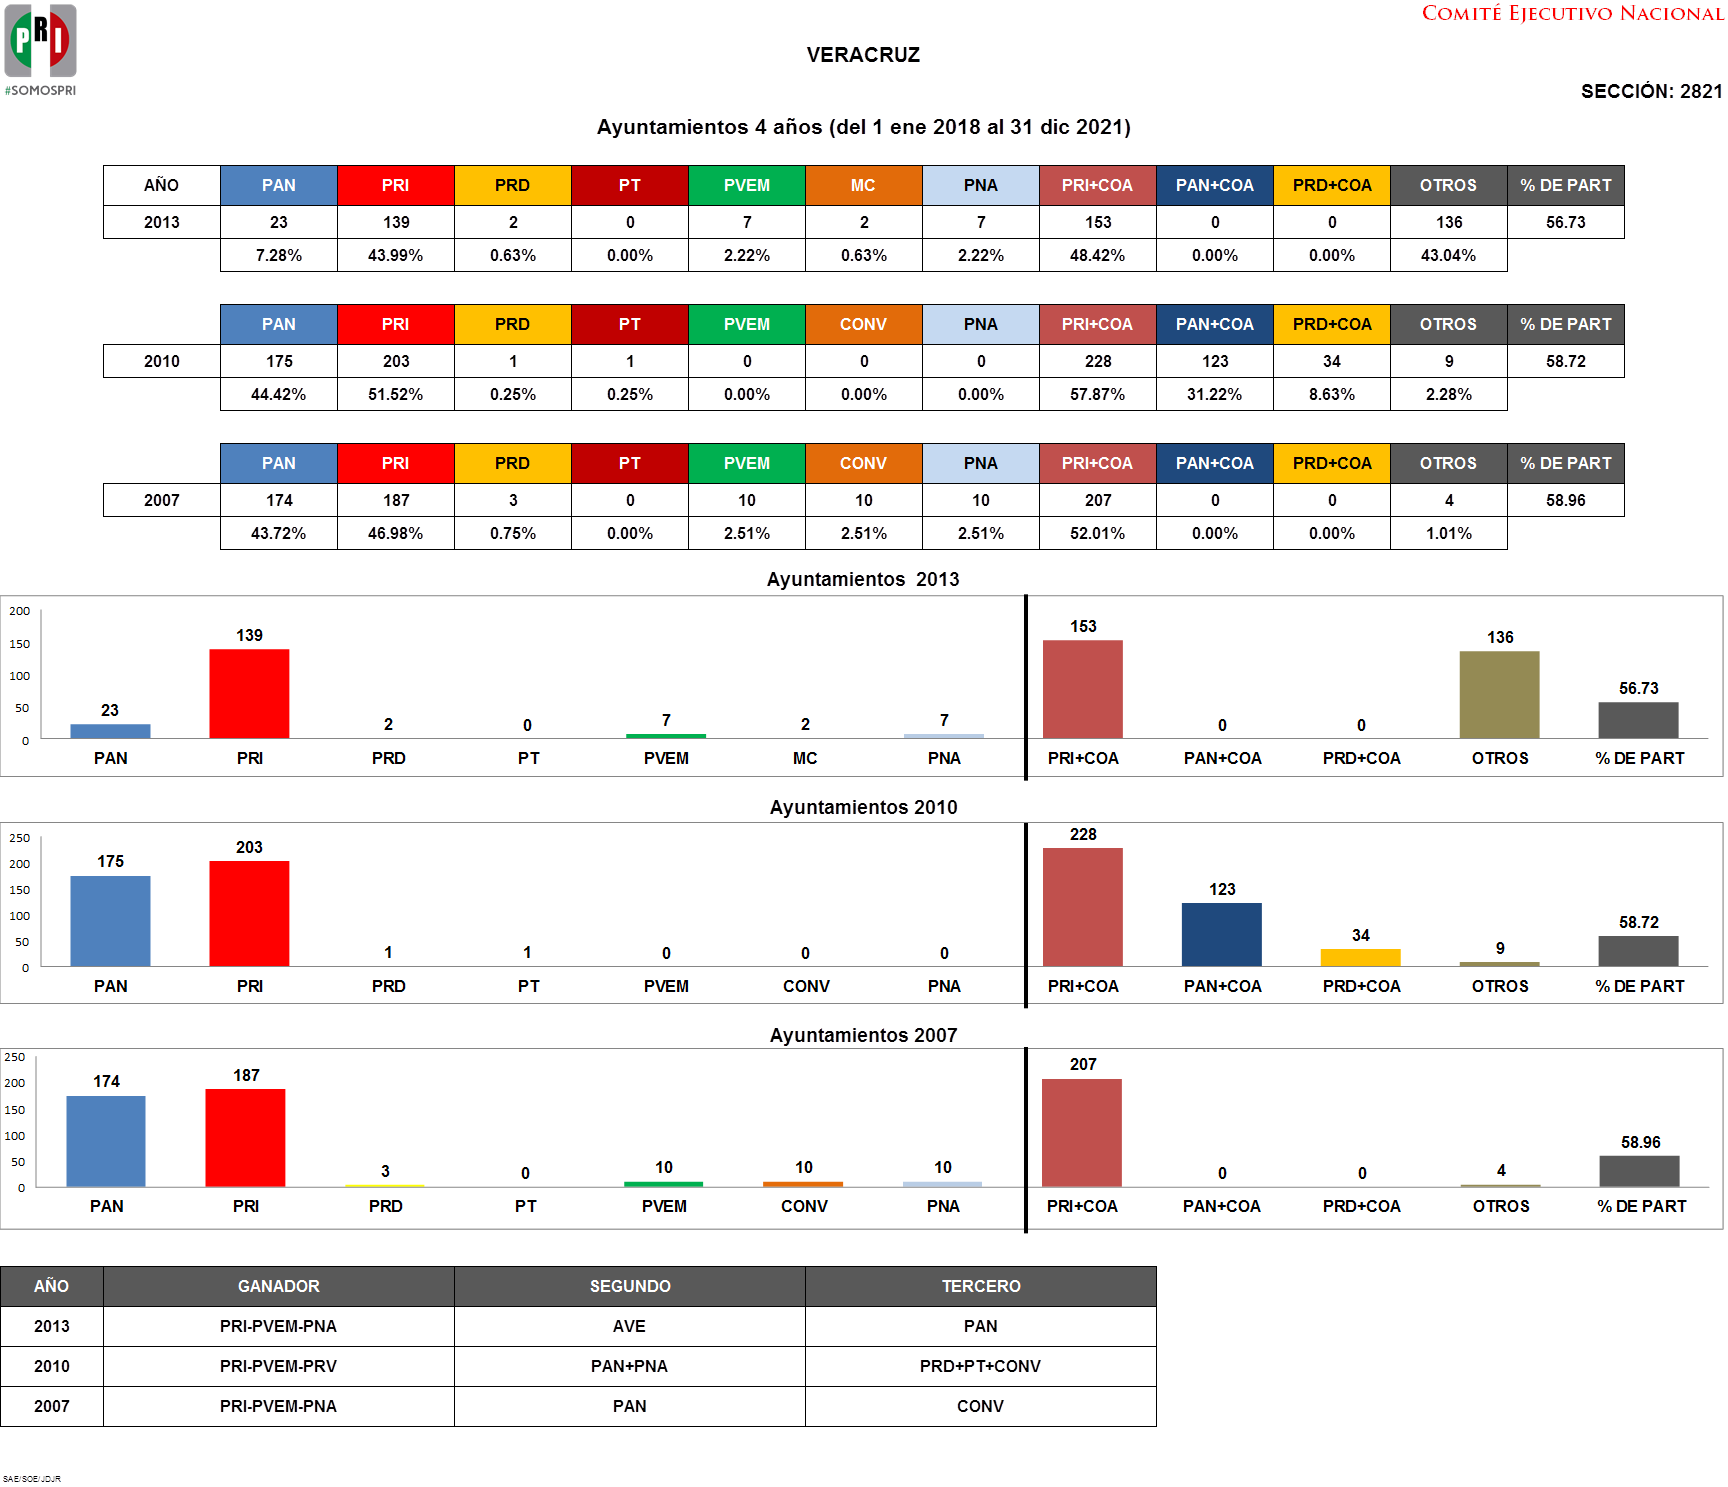 PRI
#SOMOSPRI
COMITÉ EJECUTIVO NACIONAL
VERACRUZ
SECCIÓN: 2821
Ayuntamientos 4 años (del 1 ene 2018 al 31 dic 2021)
AÑO PAN PRI PRD PT PVEM MC PNA PRI+COA PAN+COA PRD+COA OTROS % DE PART
2013 23 139 2 0 7 2 7 153 0 0 136 56.73
7.28% 43.99% 0.63% 0.00% 2.22% 0.63% 2.22% 48.42% 0.00% 0.00% 43.04%
PAN PRI PRD PT PVEM CONV PNA PRI+COA PAN+COA PRD+COA OTROS % DE PART
2010 175 203 1 1 0 0 0 228 123 34 9 58.72
44.42% 51.52% 0.25% 0.25% 0.00% 0.00% 0.00% 57.87% 31.22% 8.63% 2.28%
PAN PRI PRD PT PVEM CONV PNA PRI+COA PAN+COA PRD+COA OTROS % DE PART
2007 174 187 3 0 10 10 10 207 0 0 4 58.96
43.72% 46.98% 0.75% 0.00% 2.51% 2.51% 2.51% 52.01% 0.00% 0.00% 1.01%
Ayuntamientos 2013
200
150
100
50
0
23 139 2 0 7 2 7 153 0 0 136 56.73
PAN PRI PRD PT PVEM MC PNA PRI+COA PAN+COA PRD+COA OTROS % DE PART
Ayuntamientos 2010
250
200
150
100
50
0
175 203 1 1 0 0 0 228 123 34 9 58.72
PAN PRI PRD PT PVEM CONV PNA PRI+COA PAN+COA PRD+COA OTROS % DE PART
Ayuntamientos 2007
250
200
150
100
50
0
174 187 3 0 10 10 10 207 0 0 4 58.96
PAN PRI PRD PT PVEM CONV PNA PRI+COA PAN+COA PRD+COA OTROS % DE PART
AÑO GANADOR SEGUNDO TERCERO
2013 PRI-PVEM-PNA AVE PAN
2010 PRI-PVEM-PRV PAN+PNA PRD+PT+CONV
2007 PRI-PVEM-PNA PAN CONV
SAE/SOE/JDJR